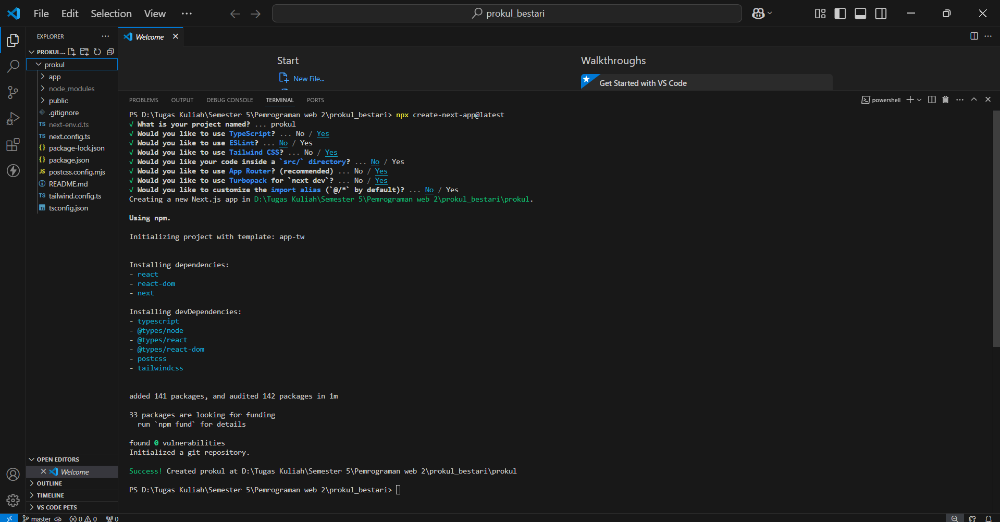 File Edit Selection View ···
prokul_bestari
EXPLORER ···
PROKUL...
prokul
app
node_modules
public
.gitignore
TS next-env.d.ts
TS next.config.ts
{} package-lock.json
{} package.json
JS postcss.config.mjs
README.md
TS tailwind.config.ts
TS tsconfig.json
OPEN EDITORS
Welcome
OUTLINE
TIMELINE
VS CODE PETS
Welcome
Start
New File...
Walkthroughs
Get Started with VS Code
PROBLEMS OUTPUT DEBUG CONSOLE TERMINAL PORTS
powershell
PS D:\Tugas Kuliah\Semester 5\Pemrograman web 2\prokul_bestari> npx create-next-app@latest
√ What is your project named? ... prokul
√ Would you like to use TypeScript? ... No / Yes
√ Would you like to use ESLint? ... No / Yes
√ Would you like to use Tailwind CSS? ... No / Yes
√ Would you like your code inside a `src/` directory? ... No / Yes
√ Would you like to use App Router? (recommended) ... No / Yes
√ Would you like to use Turbopack for `next dev`? ... No / Yes
√ Would you like to customize the import alias (`@/*` by default)? ... No / Yes
Creating a new Next.js app in D:\Tugas Kuliah\Semester 5\Pemrograman web 2\prokul_bestari\prokul.
Using npm.
Initializing project with template: app-tw
Installing dependencies:
- react
- react-dom
- next
Installing devDependencies:
- typescript
- @types/node
- @types/react
- @types/react-dom
- postcss
- tailwindcss
added 141 packages, and audited 142 packages in 1m
33 packages are looking for funding
run `npm fund` for details
found 0 vulnerabilities
Initialized a git repository.
Success! Created prokul at D:\Tugas Kuliah\Semester 5\Pemrograman web 2\prokul_bestari\prokul
PS D:\Tugas Kuliah\Semester 5\Pemrograman web 2\prokul_bestari>
master 0 0 0